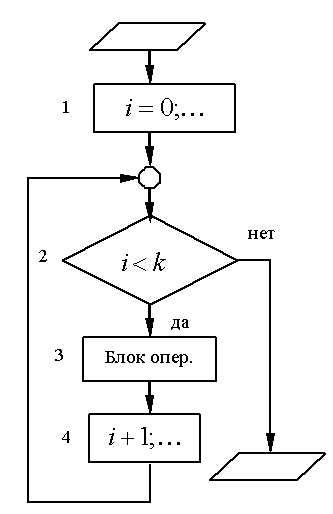 1
i = 0;...
2
i < k
нет
да
3
Блок опер.
4
i + 1;...